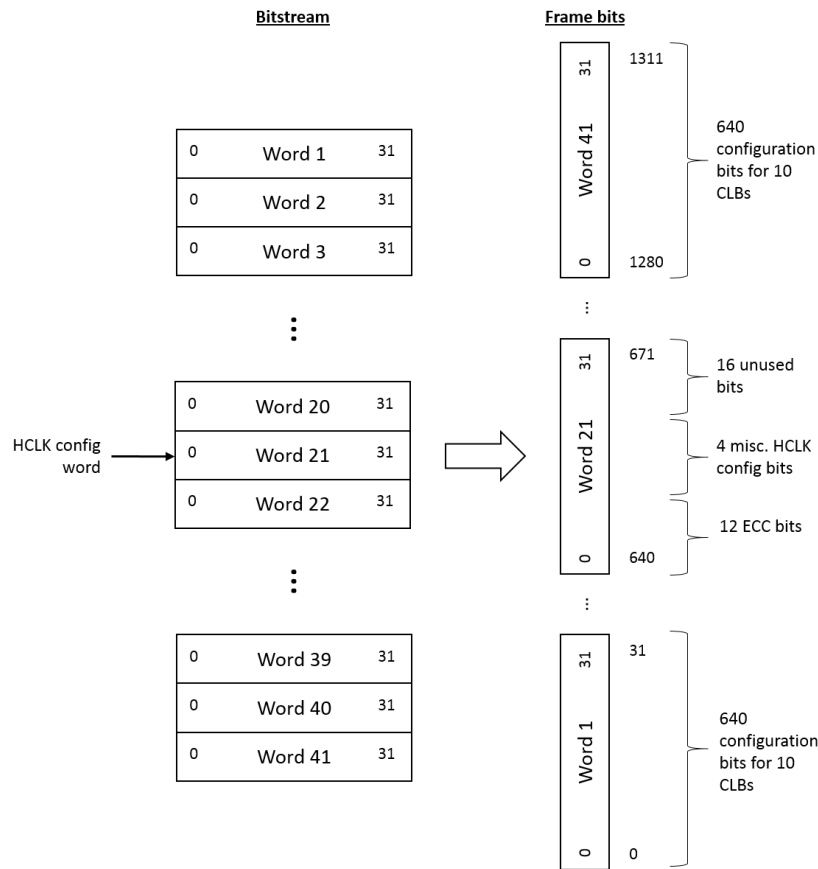 Bitstream
0 Word 1 31
0 Word 2 31
0 Word 3 31
...
HCLK config
word
0 Word 20 31
0 Word 21 31
0 Word 22 31
...
0 Word 39 31
0 Word 40 31
0 Word 41 31
Frame bits
31 1311
Word 41
0 1280
640
configuration
bits for 10
CLBs
...
31 671
Word 21
0 640
16 unused
bits
4 misc. HCLK
config bits
12 ECC bits
...
31 31
Word 1
0 0
640
configuration
bits for 10
CLBs